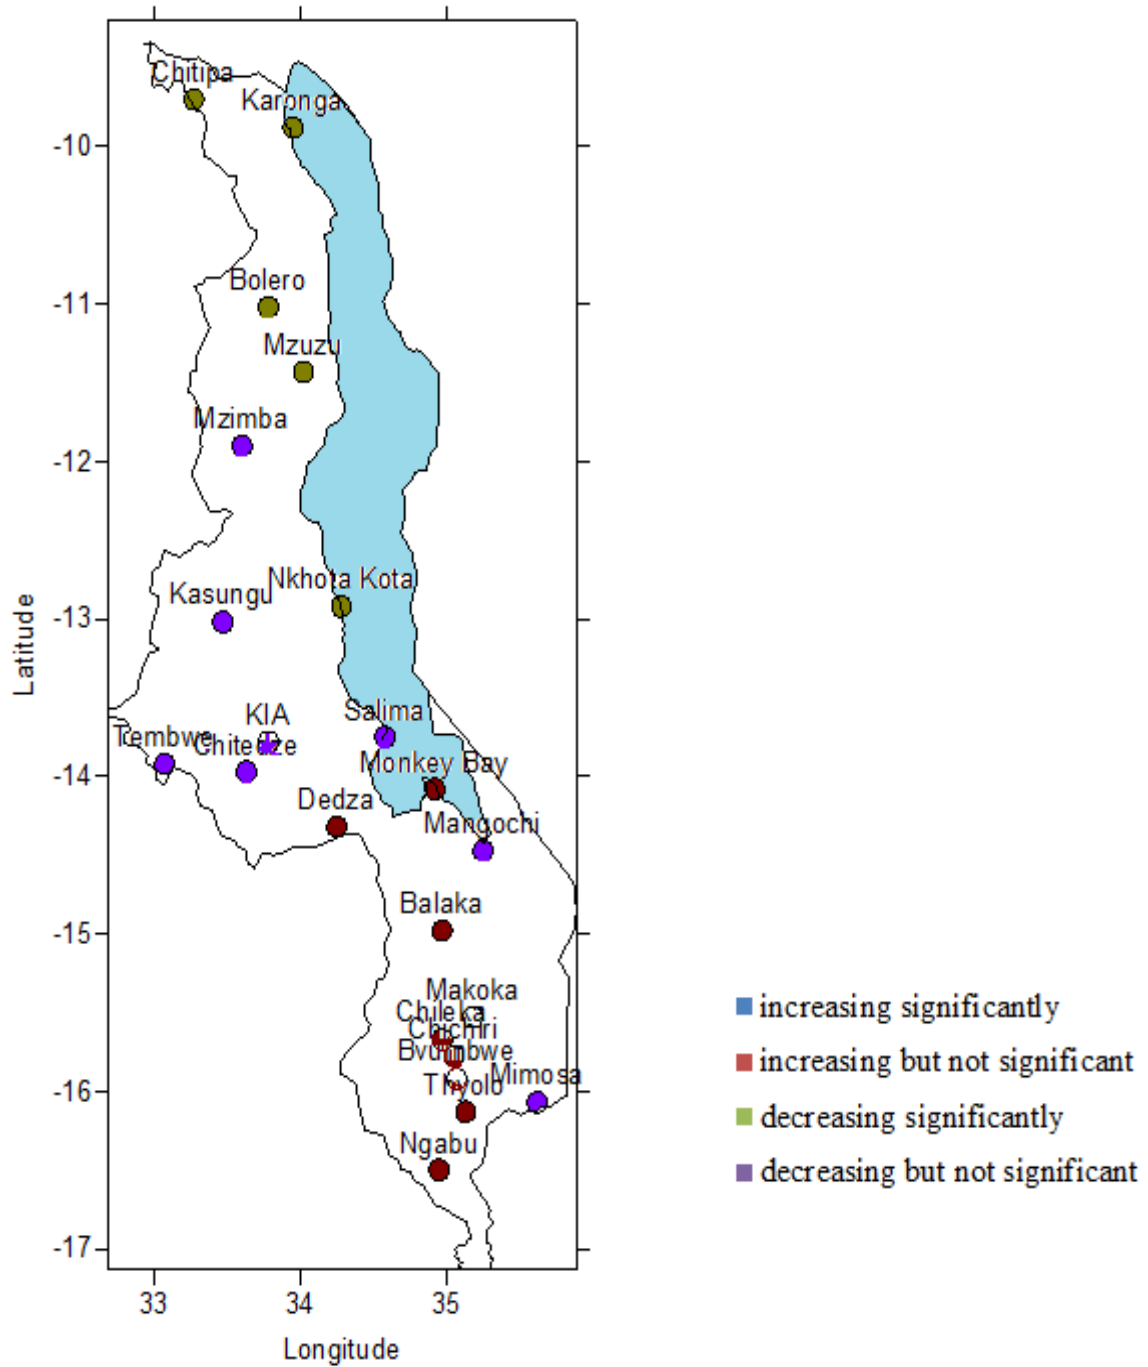 Chitipa
Karonga
-10
Bolero
-11
Mzuzu
Mzimba
-12
Nkhota Kota
Kasungu
-13
Latitude
Salima
KIA
Tembwe
Chitedze
Monkey Bay
-14
Dedza
Mangochi
Balaka
-15
Makoka
increasing significantly
Chileka
Chichiri
Bvumbwe
increasing but not significant
Mimosa
Thyolo
-16
decreasing significantly
Ngabu
decreasing but not significant
-17
33 34 35
Longitude